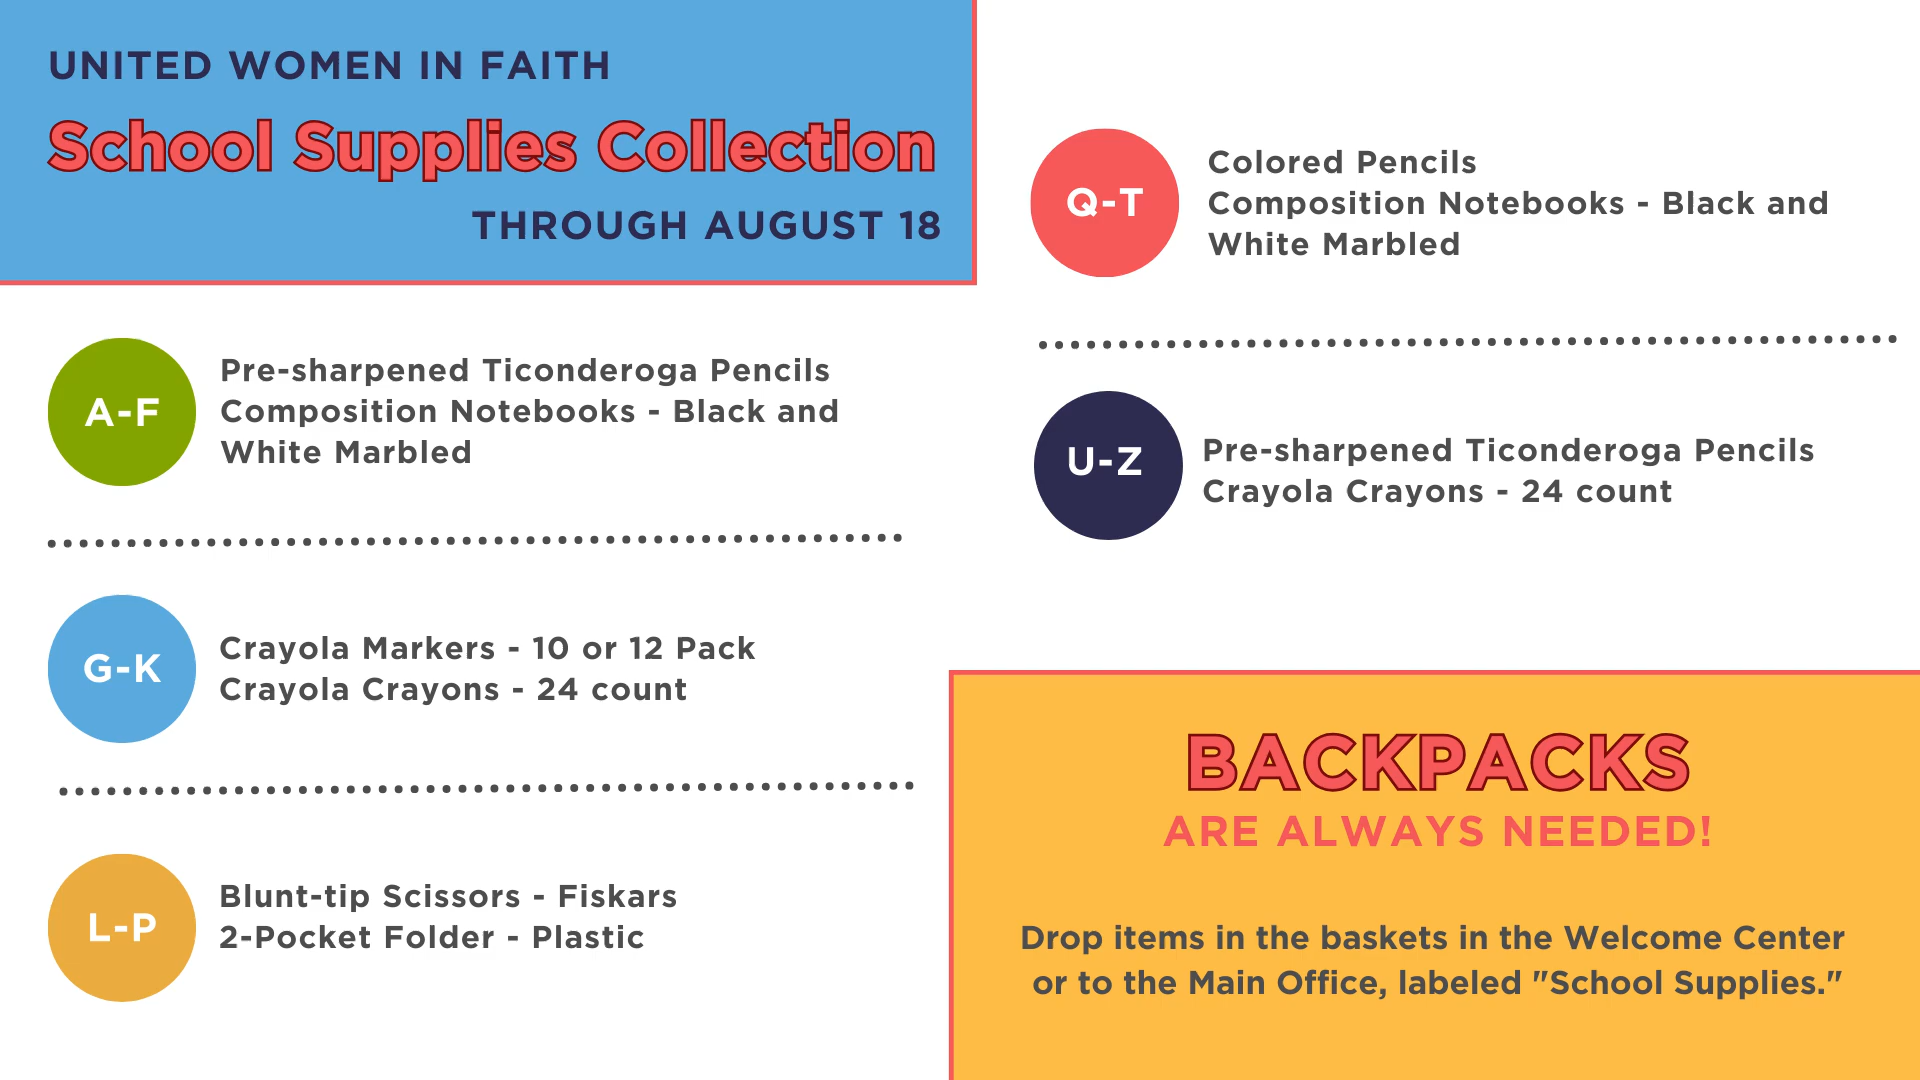 UNITED WOMEN IN FAITH
School Supplies Collection
THROUGH AUGUST 18
A-F
Pre-sharpened Ticonderoga Pencils
Composition Notebooks - Black and
White Marbled
G-K
Crayola Markers - 10 or 12 Pack
Crayola Crayons - 24 count
L-P
Blunt-tip Scissors - Fiskars
2-Pocket Folder - Plastic
Q-T
Colored Pencils
Composition Notebooks - Black and
White Marbled
U-Z
Pre-sharpened Ticonderoga Pencils
Crayola Crayons - 24 count
BACKPACKS
ARE ALWAYS NEEDED!
Drop items in the baskets in the Welcome Center
or to the Main Office, labeled "School Supplies."